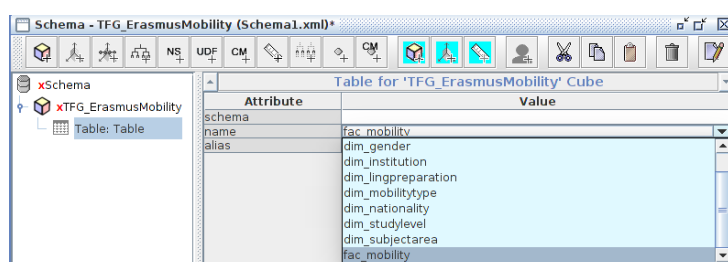 Schema - TFG_ErasmusMobility (Schema1.xml)*
NS UDF CM CM
xSchema
xTFG_ErasmusMobility
Table: Table
Table for 'TFG_ErasmusMobility' Cube
Attribute Value
schema
name fac_mobility
alias
dim_gender
dim_institution
dim_lingpreparation
dim_mobilitytype
dim_nationality
dim_studylevel
dim_subjectarea
fac_mobility